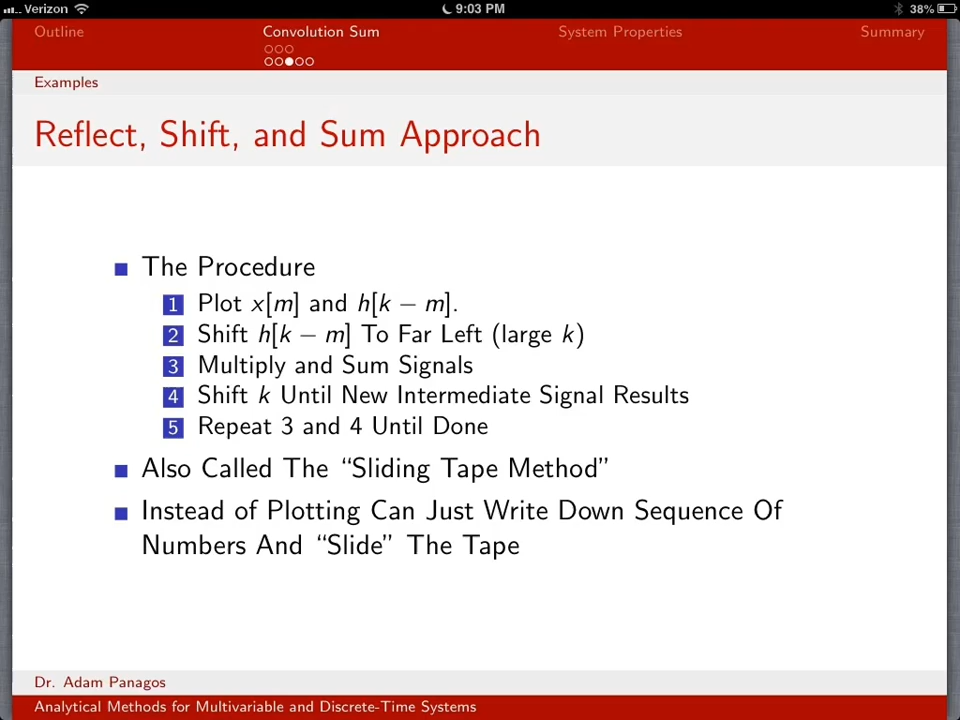 Verizon 9:03 PM 38%
Outline Convolution Sum System Properties Summary
Examples
Reflect, Shift, and Sum Approach
The Procedure
1 Plot x[m] and h[k − m].
2 Shift h[k − m] To Far Left (large k)
3 Multiply and Sum Signals
4 Shift k Until New Intermediate Signal Results
5 Repeat 3 and 4 Until Done
Also Called The “Sliding Tape Method”
Instead of Plotting Can Just Write Down Sequence Of
Numbers And “Slide” The Tape
Dr. Adam Panagos
Analytical Methods for Multivariable and Discrete-Time Systems